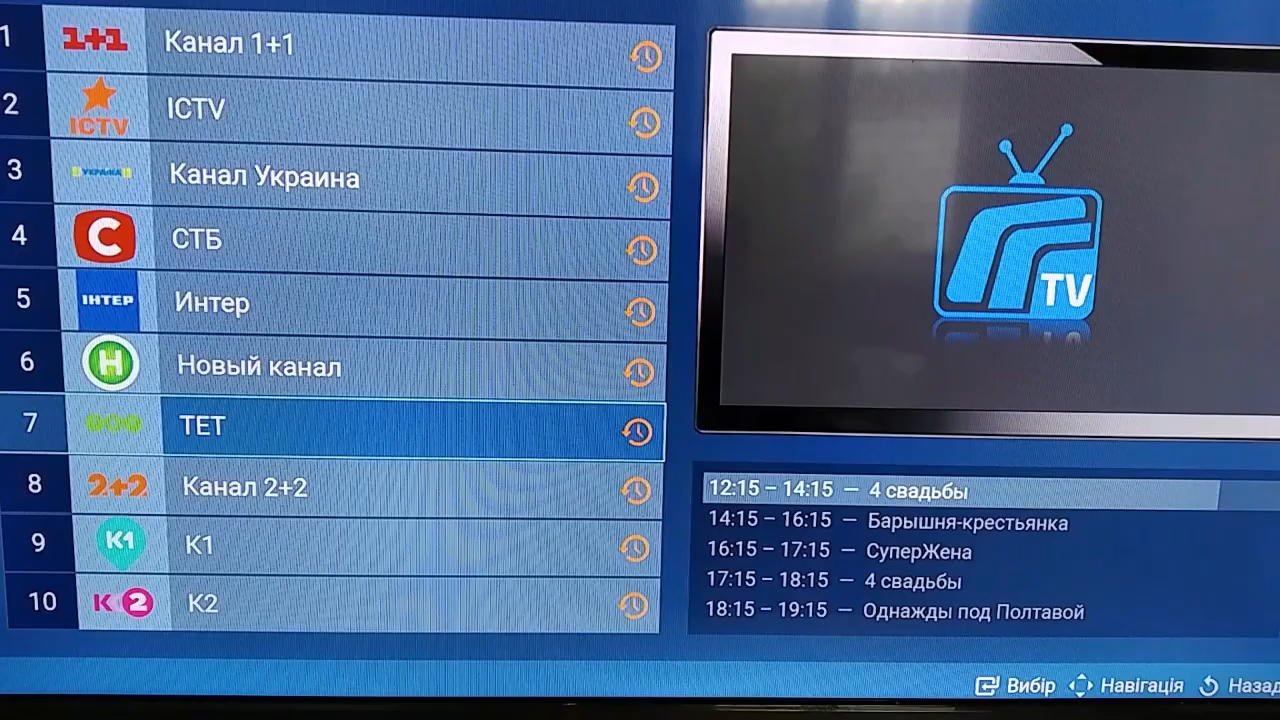 1 1+1 Канал 1+1
2 ICTV ICTV
3 УКРАЇНА Канал Украина
4 С СТБ
5 ІНТЕР Интер
6 Н Новый канал
7 ТЕТ
8 2+2 Канал 2+2
9 К1 К1
10 К2 К2
TV
12:15 – 14:15 — 4 свадьбы
14:15 – 16:15 — Барышня-крестьянка
16:15 – 17:15 — СуперЖена
17:15 – 18:15 — 4 свадьбы
18:15 – 19:15 — Однажды под Полтавой
Вибір Навігація Назад